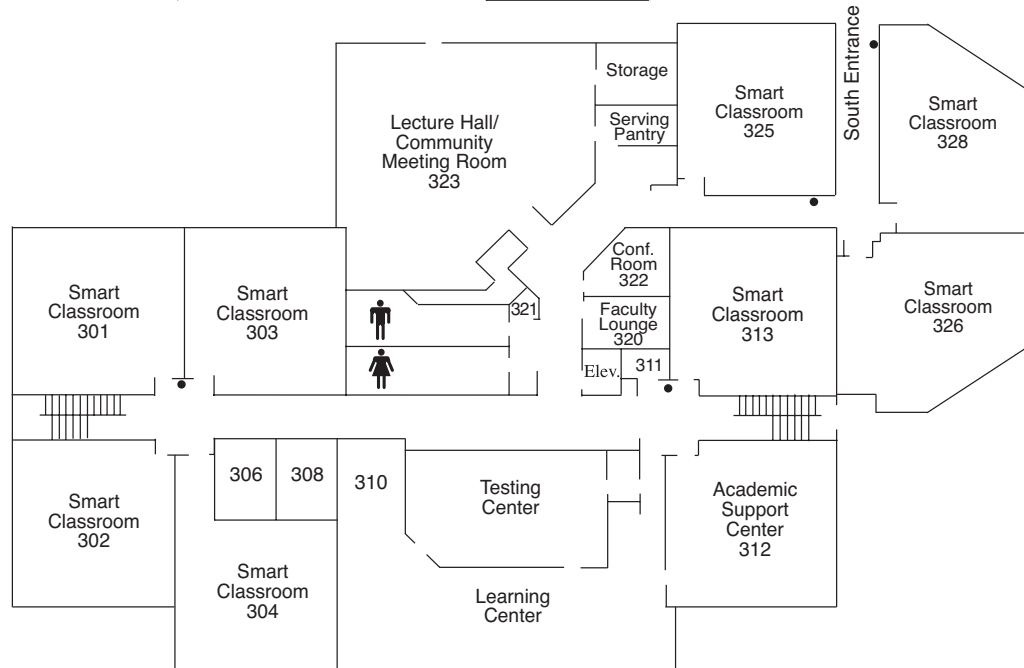 Storage
Serving
Pantry
Lecture Hall/
Community
Meeting Room
323
Smart
Classroom
325
South Entrance
Smart
Classroom
328
Smart
Classroom
301
Smart
Classroom
303
321
Conf.
Room
322
Faculty
Lounge
320
Elev.
311
Smart
Classroom
313
Smart
Classroom
326
Smart
Classroom
302
306
308
310
Smart
Classroom
304
Testing
Center
Learning
Center
Academic
Support
Center
312